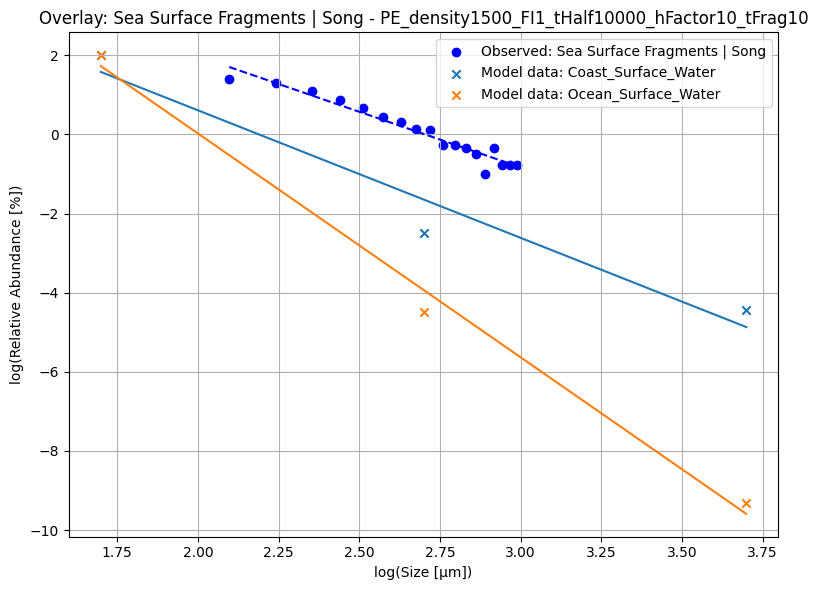 Overlay: Sea Surface Fragments | Song - PE_density1500_FI1_tHalf10000_hFactor10_tFrag10
Observed: Sea Surface Fragments | Song
Model data: Coast_Surface_Water
Model data: Ocean_Surface_Water
log(Relative Abundance [%])
2
0
−2
−4
−6
−8
−10
1.75 2.00 2.25 2.50 2.75 3.00 3.25 3.50 3.75
log(Size [μm])